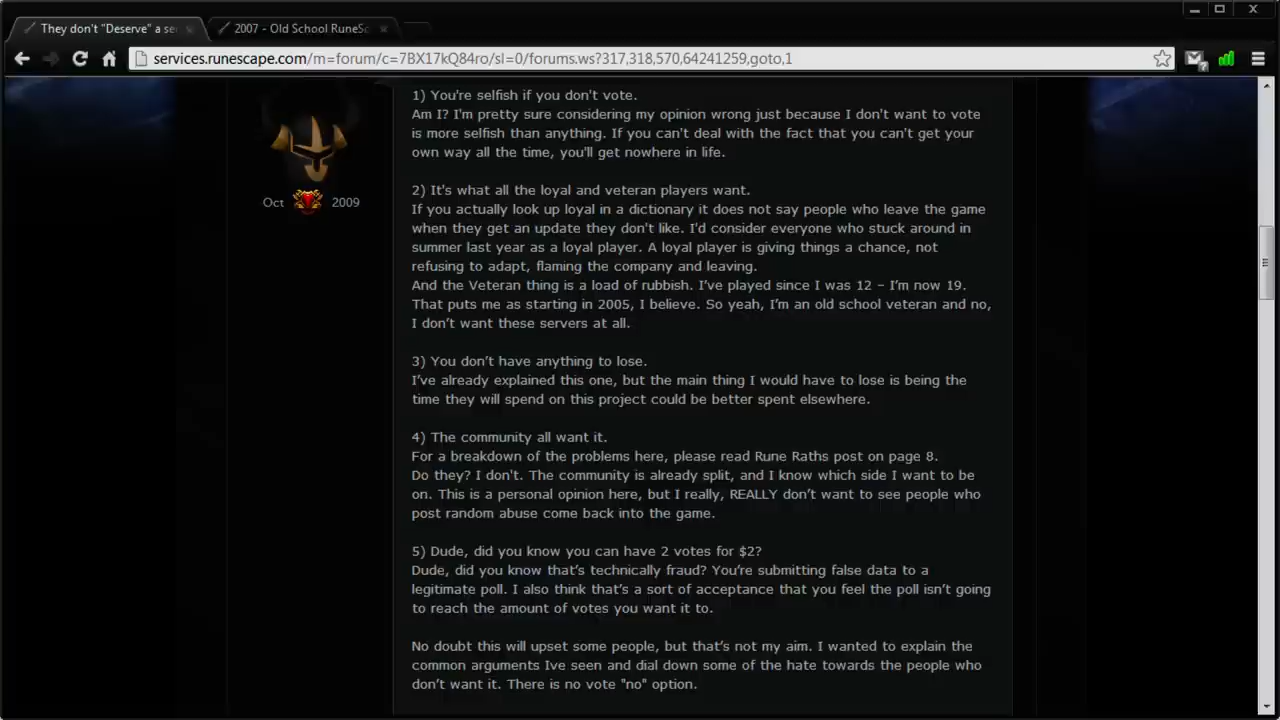 They don't "Deserve" a se
2007 - Old School RuneSc
services.runescape.com/m=forum/c=7BX17kQ84ro/sl=0/forums.ws?317,318,570,64241259,goto,1
1) You're selfish if you don't vote.
Am I? I'm pretty sure considering my opinion wrong just because I don't want to vote
is more selfish than anything. If you can't deal with the fact that you can't get your
own way all the time, you'll get nowhere in life.
Oct 2009
2) It's what all the loyal and veteran players want.
If you actually look up loyal in a dictionary it does not say people who leave the game
when they get an update they don't like. I'd consider everyone who stuck around in
summer last year as a loyal player. A loyal player is giving things a chance, not
refusing to adapt, flaming the company and leaving.
And the Veteran thing is a load of rubbish. I've played since I was 12 – I'm now 19.
That puts me as starting in 2005, I believe. So yeah, I'm an old school veteran and no,
I don't want these servers at all.
3) You don't have anything to lose.
I've already explained this one, but the main thing I would have to lose is being the
time they will spend on this project could be better spent elsewhere.
4) The community all want it.
For a breakdown of the problems here, please read Rune Raths post on page 8.
Do they? I don't. The community is already split, and I know which side I want to be
on. This is a personal opinion here, but I really, REALLY don't want to see people who
post random abuse come back into the game.
5) Dude, did you know you can have 2 votes for $2?
Dude, did you know that's technically fraud? You're submitting false data to a
legitimate poll. I also think that's a sort of acceptance that you feel the poll isn't going
to reach the amount of votes you want it to.
No doubt this will upset some people, but that's not my aim. I wanted to explain the
common arguments Ive seen and dial down some of the hate towards the people who
don't want it. There is no vote "no" option.